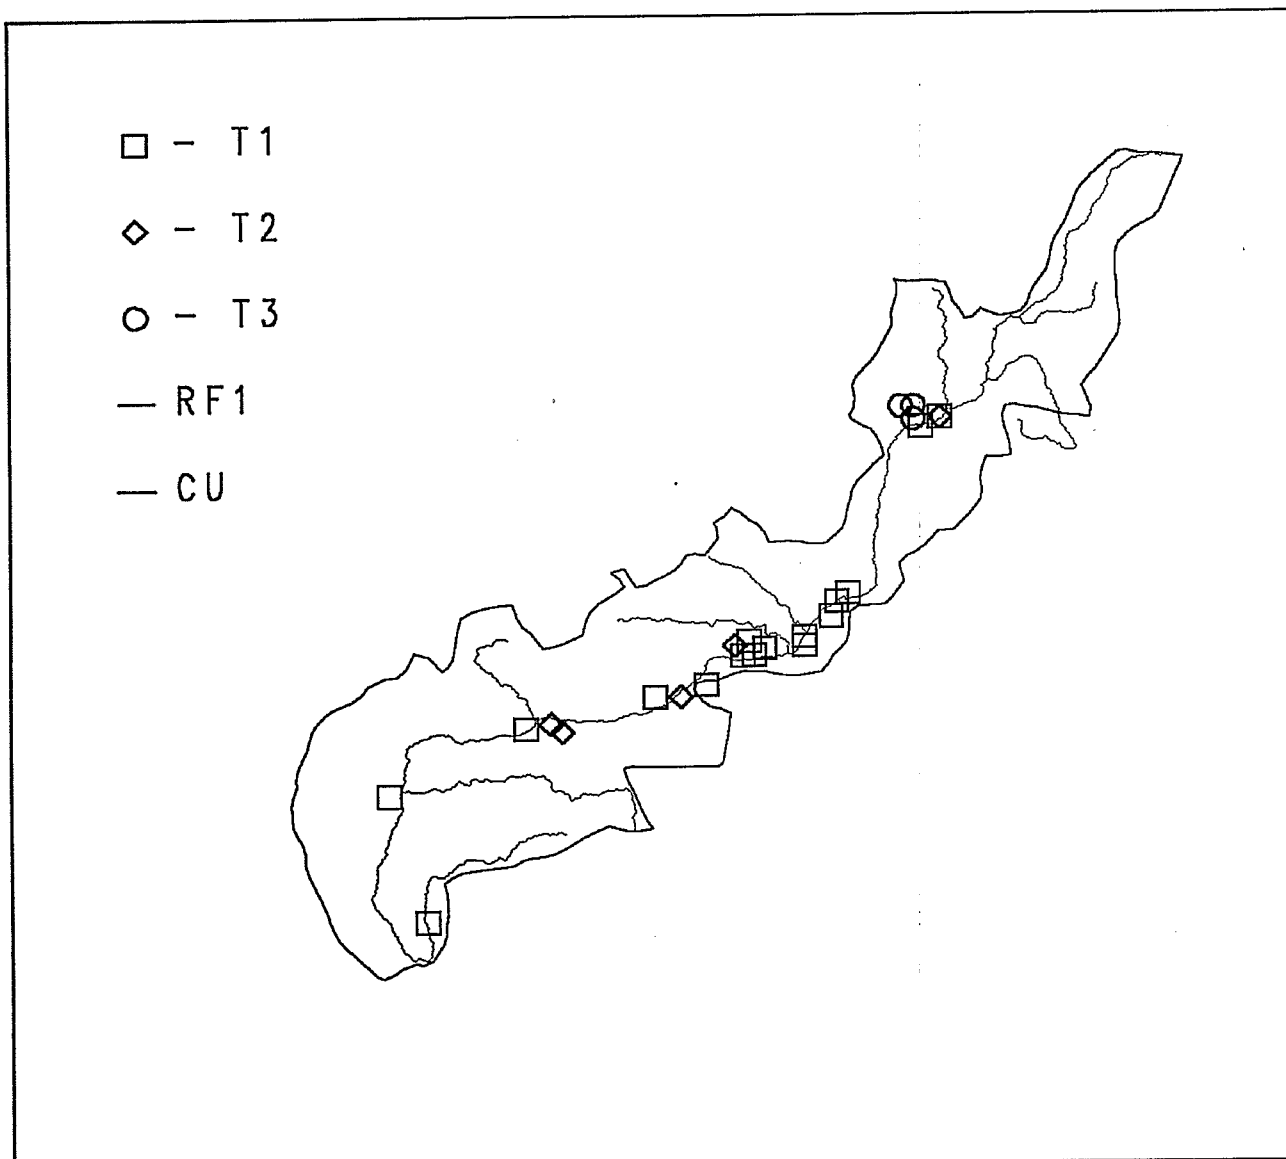 □ - T1
◇ - T2
○ - T3
— RF1
— CU